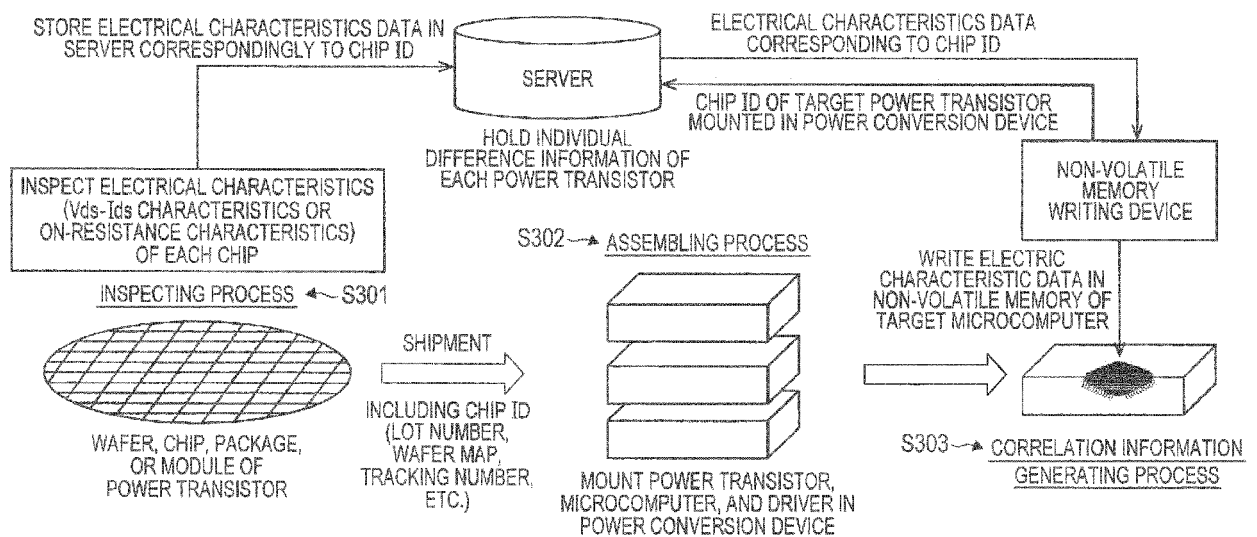 STORE ELECTRICAL CHARACTERISTICS DATA IN
SERVER CORRESPONDINGLY TO CHIP ID
SERVER
ELECTRICAL CHARACTERISTICS DATA
CORRESPONDING TO CHIP ID
CHIP ID OF TARGET POWER TRANSISTOR
MOUNTED IN POWER CONVERSION DEVICE
HOLD INDIVIDUAL
DIFFERENCE INFORMATION OF
EACH POWER TRANSISTOR
INSPECT ELECTRICAL CHARACTERISTICS
(Vds-Ids CHARACTERISTICS OR
ON-RESISTANCE CHARACTERISTICS)
OF EACH CHIP
NON-VOLATILE
MEMORY
WRITING DEVICE
INSPECTING PROCESS S301
S302 ASSEMBLING PROCESS
WRITE ELECTRIC
CHARACTERISTIC DATA IN
NON-VOLATILE MEMORY OF
TARGET MICROCOMPUTER
SHIPMENT
INCLUDING CHIP ID
(LOT NUMBER,
WAFER MAP,
TRACKING NUMBER,
ETC.)
WAFER, CHIP, PACKAGE,
OR MODULE OF
POWER TRANSISTOR
MOUNT POWER TRANSISTOR,
MICROCOMPUTER, AND DRIVER IN
POWER CONVERSION DEVICE
S303 CORRELATION INFORMATION
GENERATING PROCESS